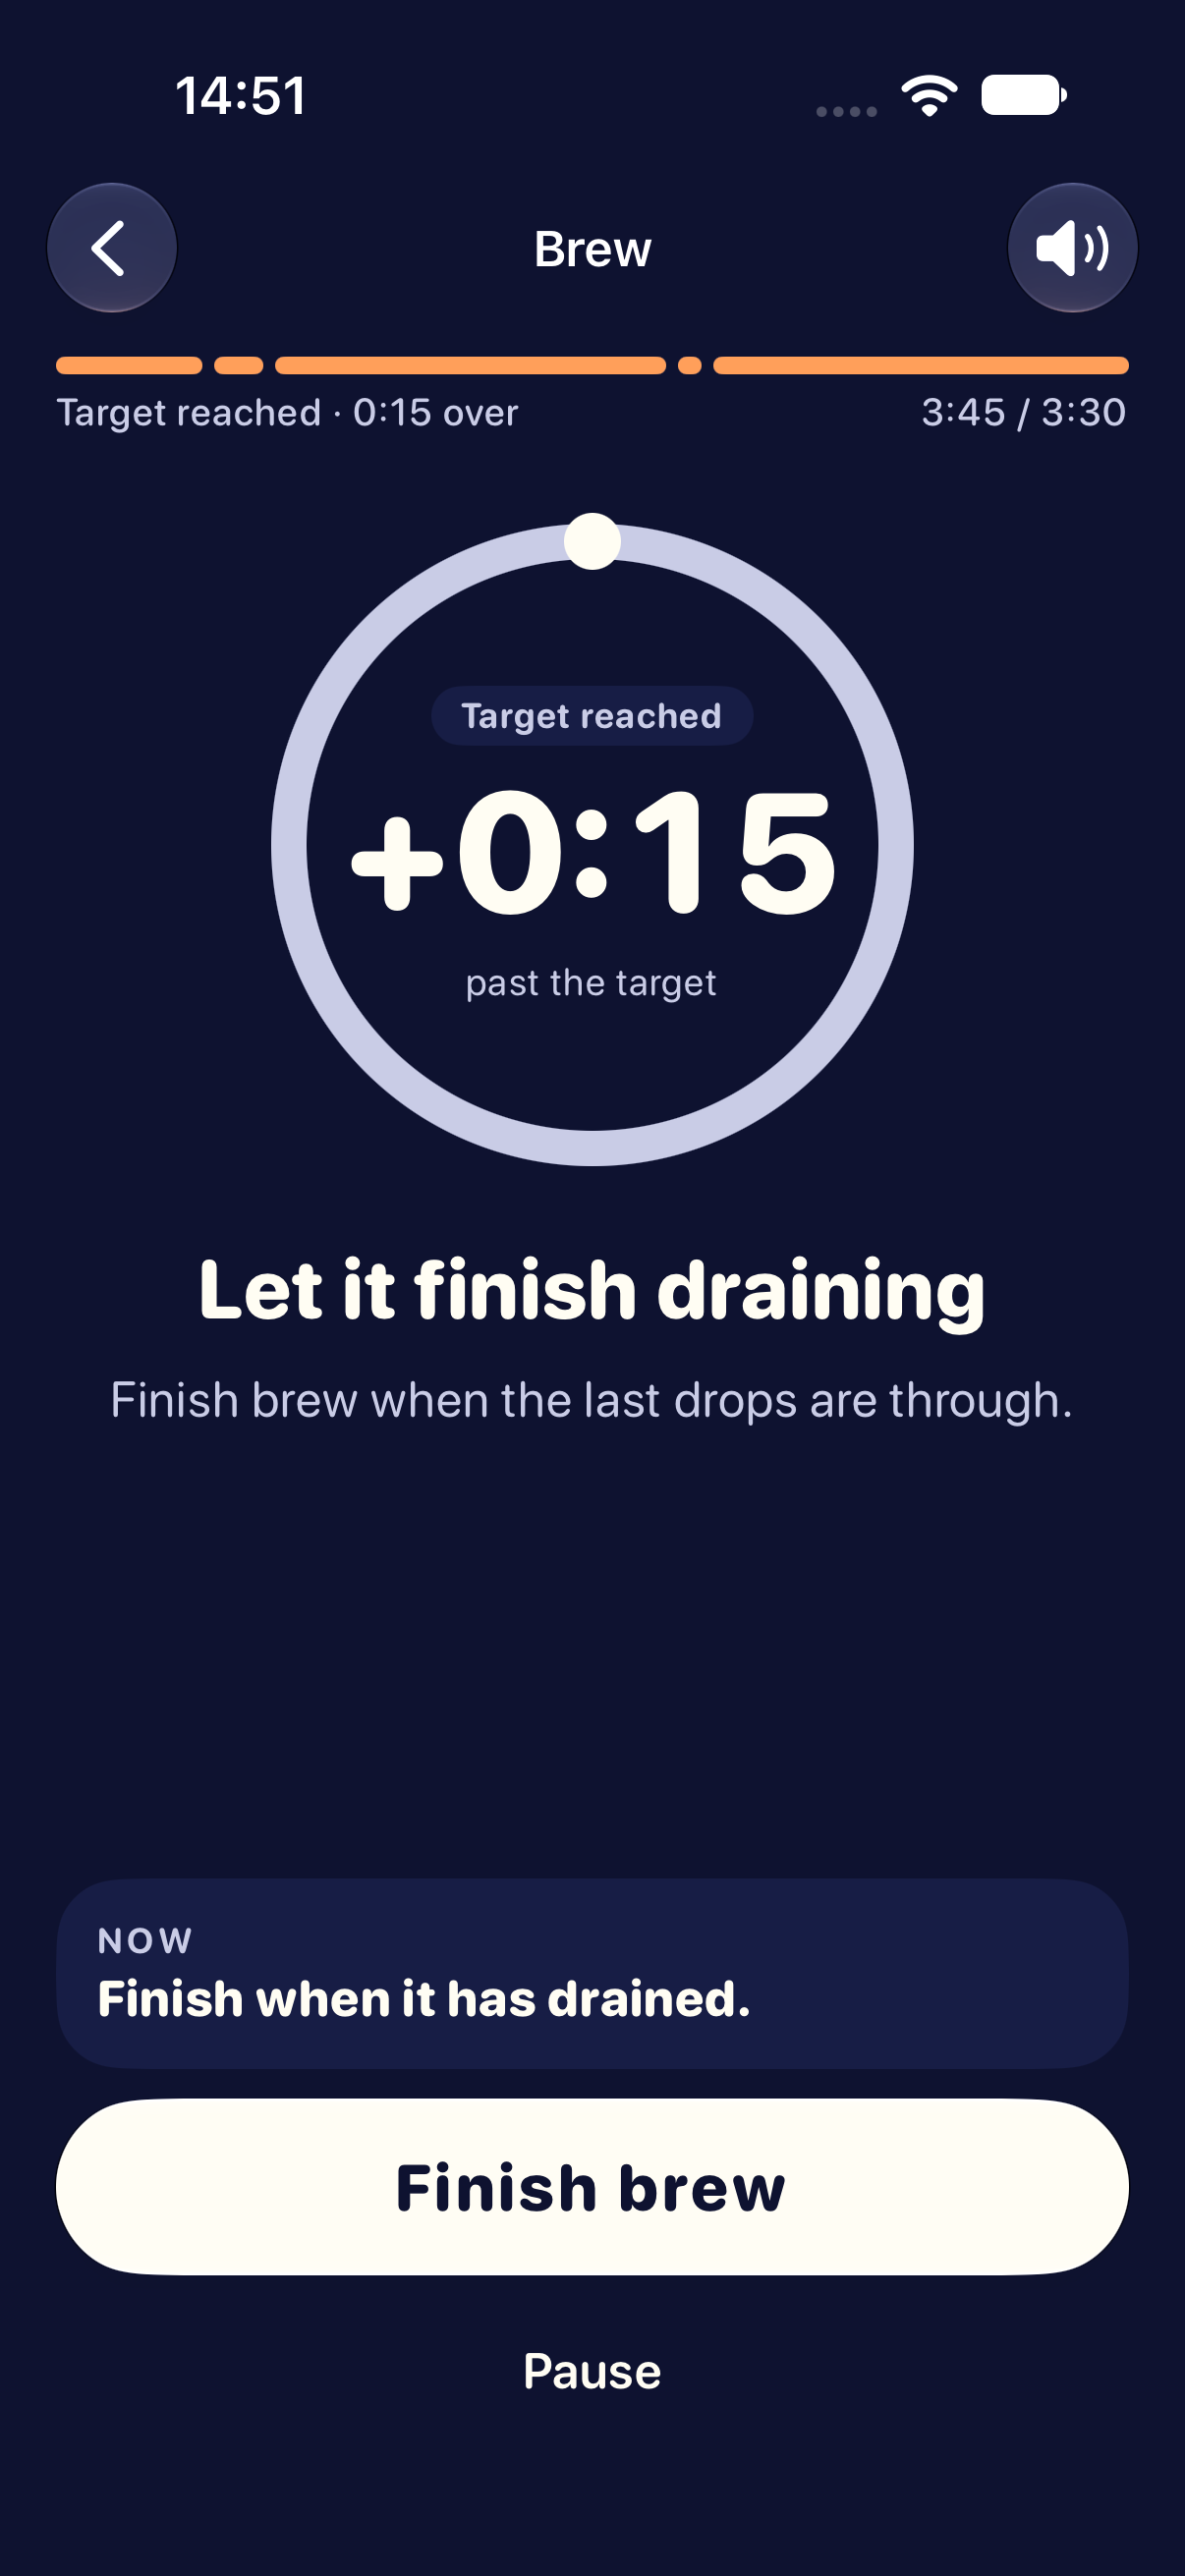 14:51
Brew
Target reached · 0:15 over
3:45 / 3:30
Target reached
+0:15
past the target
Let it finish draining
Finish brew when the last drops are through.
NOW
Finish when it has drained.
Finish brew
Pause